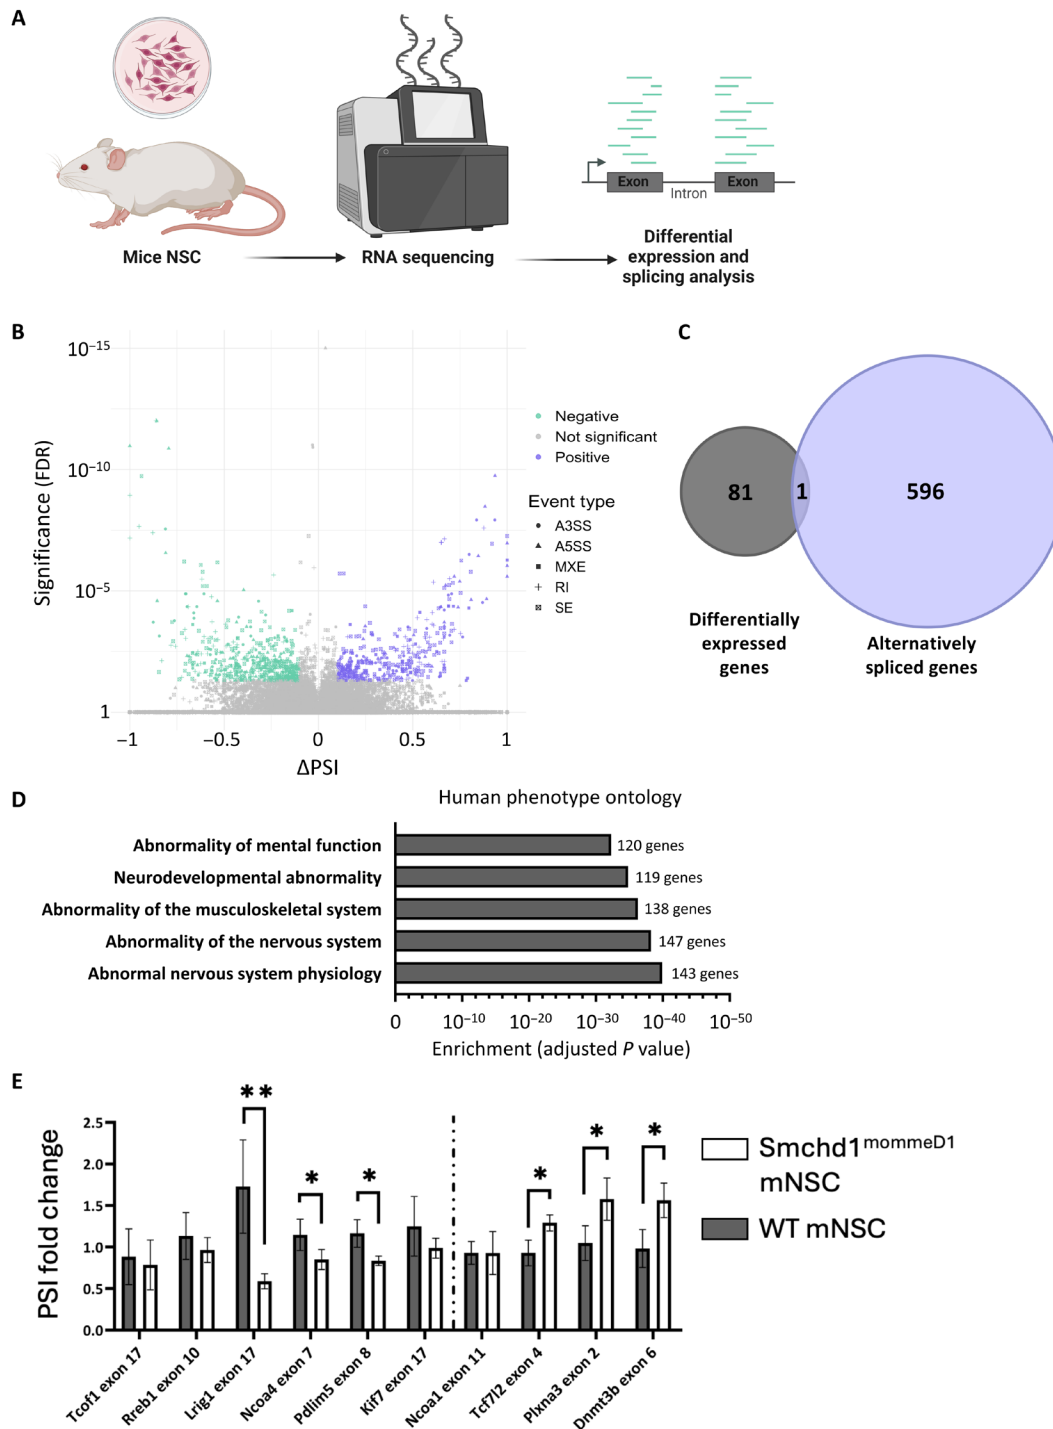 A
Mice NSC
RNA sequencing
Exon
Intron
Exon
Differential
expression and
splicing analysis
B
Significance (FDR)
10−15
10−10
10−5
1
−1
−0.5
0
0.5
1
ΔPSI
Negative
Not significant
Positive
Event type
A3SS
A5SS
MXE
RI
SE
C
81
1
596
Differentially
expressed
genes
Alternatively
spliced genes
D
Human phenotype ontology
Abnormality of mental function
120 genes
Neurodevelopmental abnormality
119 genes
Abnormality of the musculoskeletal system
138 genes
Abnormality of the nervous system
147 genes
Abnormal nervous system physiology
143 genes
0
10−10
10−20
10−30
10−40
10−50
Enrichment (adjusted P value)
E
PSI fold change
2.5
2.0
1.5
1.0
0.5
0.0
**
*
*
*
*
*
Tcof1 exon 17
Rreb1 exon 10
Lrig1 exon 17
Ncoa4 exon 7
Pdlim5 exon 8
Kif7 exon 17
Ncoa1 exon 11
Tcf7l2 exon 4
Plxna3 exon 2
Dnmt3b exon 6
Smchd1mommeD1
mNSC
WT mNSC